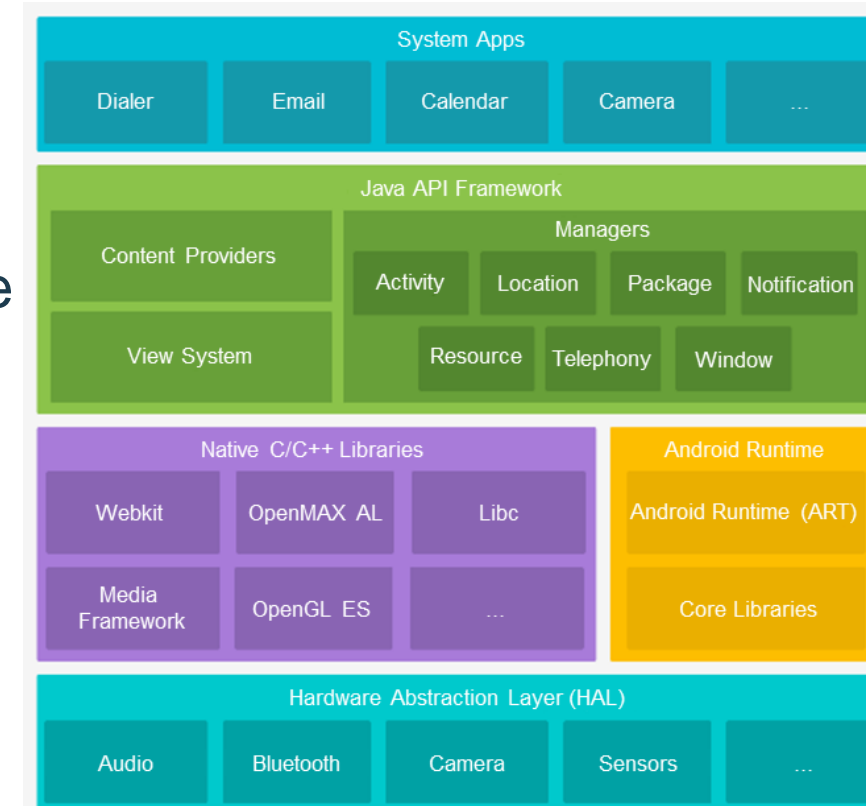 e
System Apps
Dialer Email Calendar Camera ...
Java API Framework
Content Providers
View System
Managers
Activity Location Package Notification
Resource Telephony Window
Native C/C++ Libraries
Webkit OpenMAX AL Libc
Media
Framework
OpenGL ES ...
Android Runtime
Android Runtime (ART)
Core Libraries
Hardware Abstraction Layer (HAL)
Audio Bluetooth Camera Sensors ...